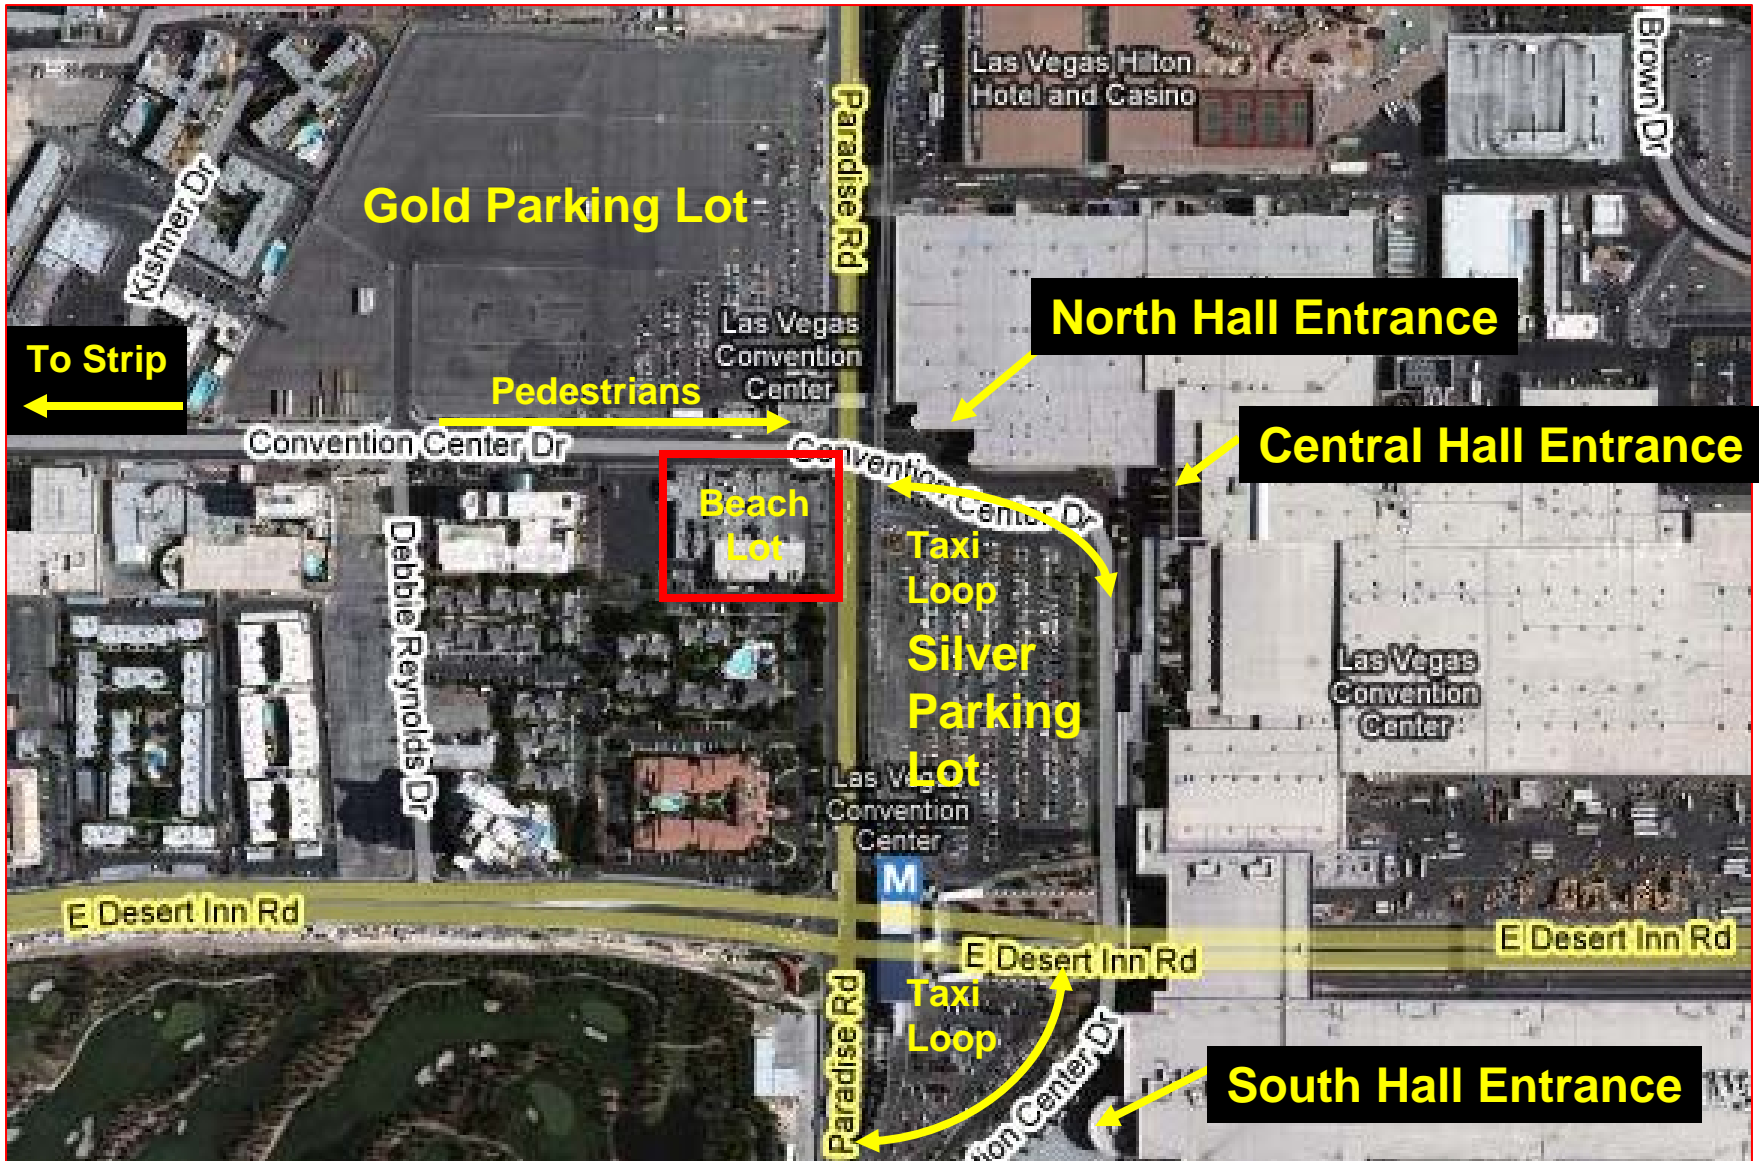 Las Vegas Hilton
Hotel and Casino
Brown Dr
Paradise Rd
Kishner Dr
Gold Parking Lot
North Hall Entrance
Las Vegas
Convention
Center
To Strip
Pedestrians
Convention Center Dr
Convention Center Dr
Central Hall Entrance
Beach
Lot
Debbie Reynolds Dr
Taxi
Loop
Silver
Parking
Lot
Las Vegas
Convention
Center
Las Vegas
Convention
Center
M
E Desert Inn Rd
E Desert Inn Rd
E Desert Inn Rd
Paradise Rd
Taxi
Loop
tion Center Dr
South Hall Entrance